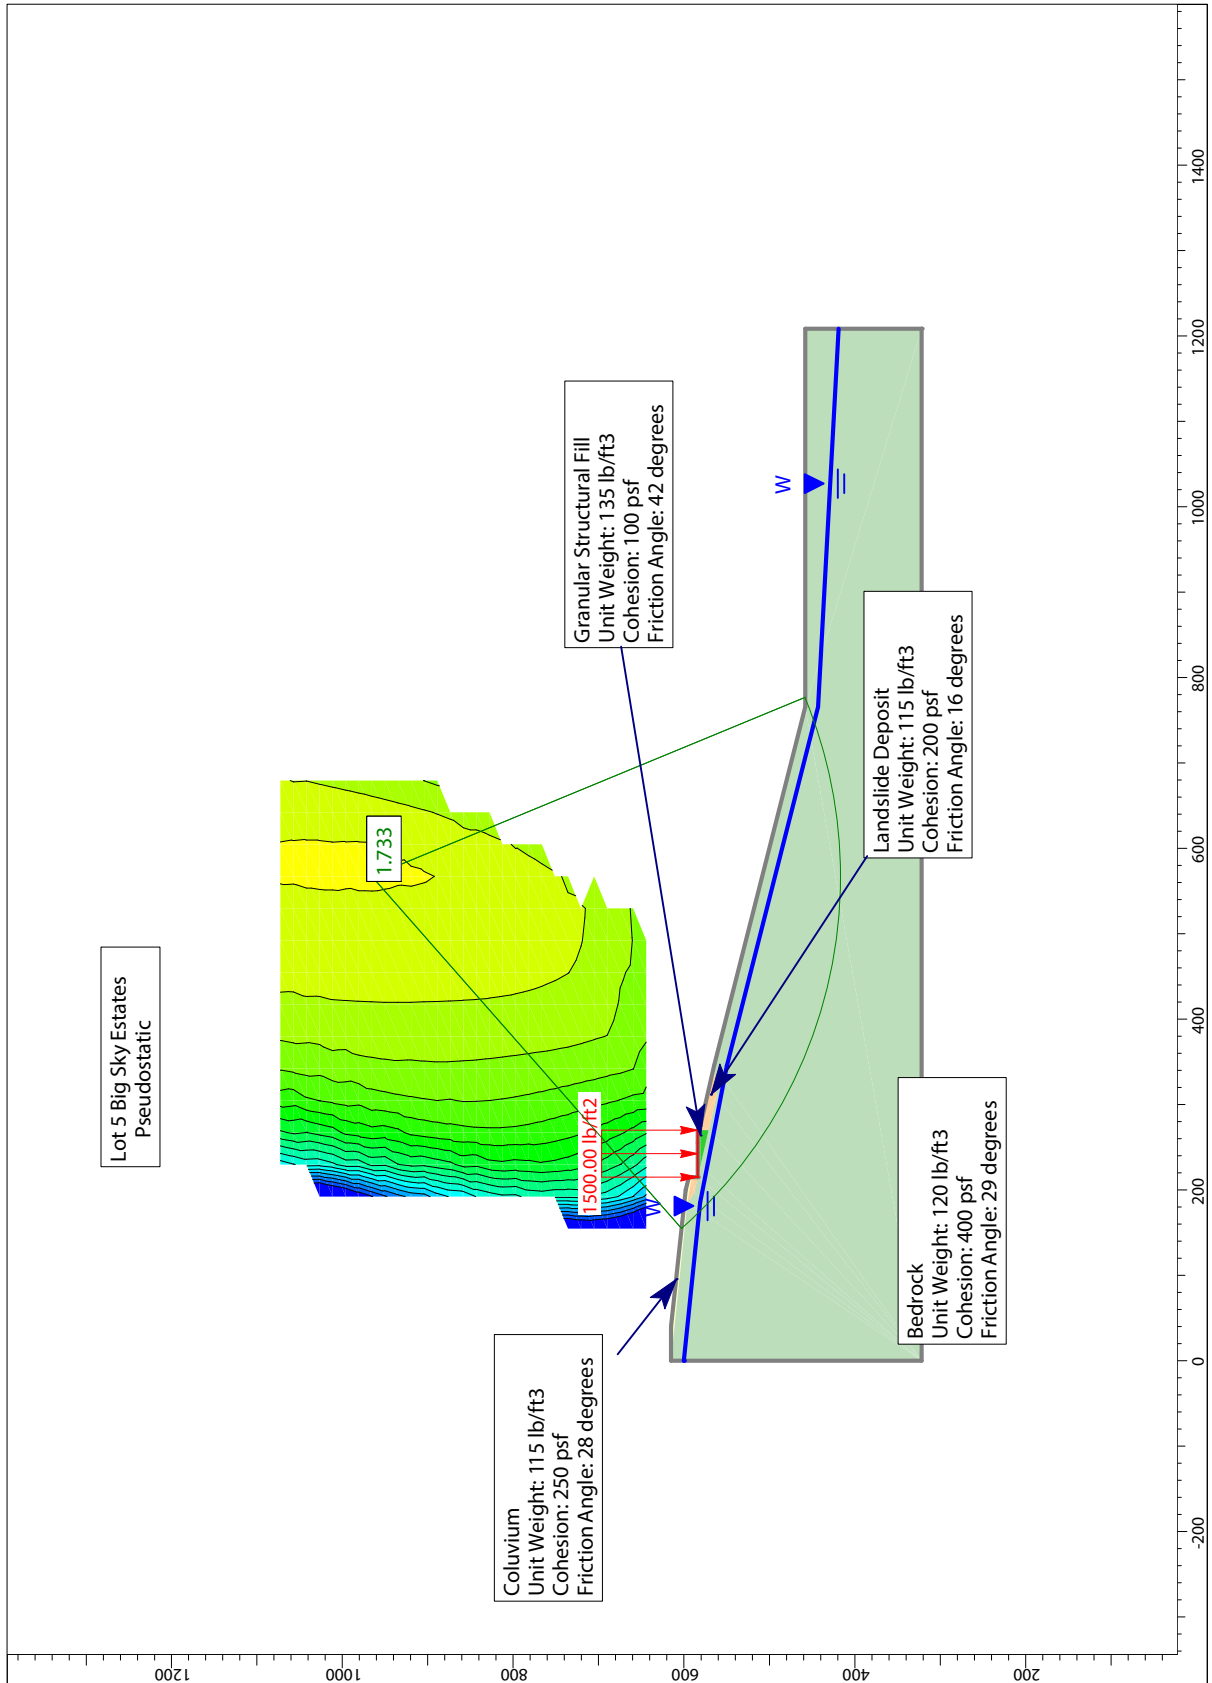 Lot 5 Big Sky Estates
Pseudostatic
1.733
1500.00 lb/ft2
W
W
Granular Structural Fill
Unit Weight: 135 lb/ft3
Cohesion: 100 psf
Friction Angle: 42 degrees
Coluvium
Unit Weight: 115 lb/ft3
Cohesion: 250 psf
Friction Angle: 28 degrees
Landslide Deposit
Unit Weight: 115 lb/ft3
Cohesion: 200 psf
Friction Angle: 16 degrees
Bedrock
Unit Weight: 120 lb/ft3
Cohesion: 400 psf
Friction Angle: 29 degrees
1200
1000
800
600
400
200
-200
0
200
400
600
800
1000
1200
1400